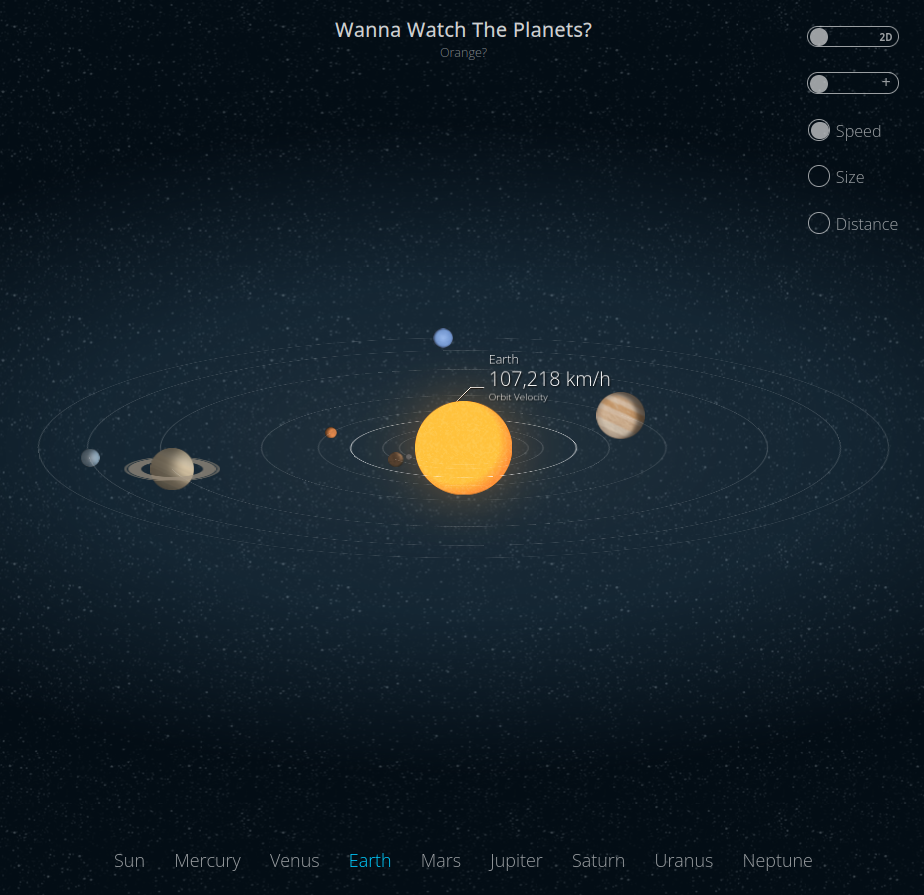 Wanna Watch The Planets?
Orange?
2D
+
Speed
Size
Distance
Earth
107,218 km/h
Orbit Velocity
Sun Mercury Venus Earth Mars Jupiter Saturn Uranus Neptune